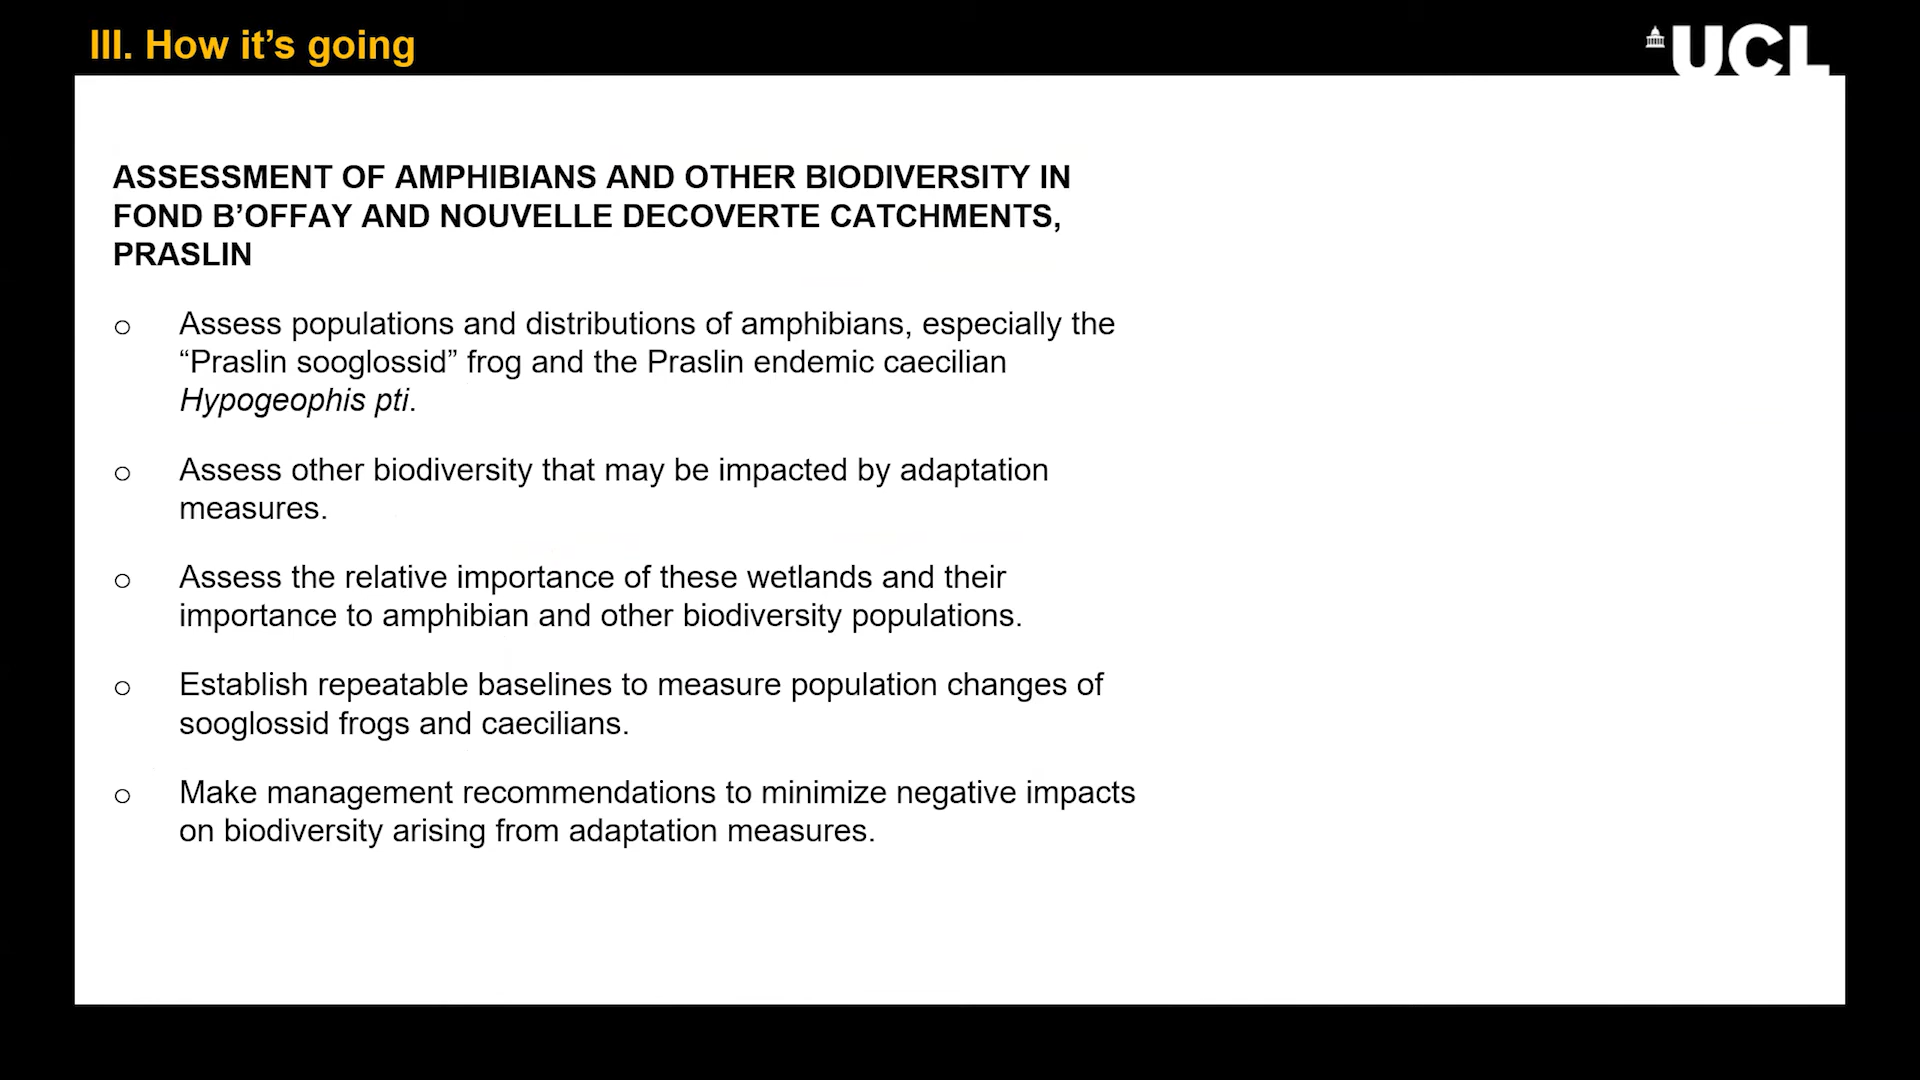 III. How it’s going
UCL
ASSESSMENT OF AMPHIBIANS AND OTHER BIODIVERSITY IN
FOND B’OFFAY AND NOUVELLE DECOVERTE CATCHMENTS,
PRASLIN
o Assess populations and distributions of amphibians, especially the
“Praslin sooglossid” frog and the Praslin endemic caecilian
Hypogeophis pti.
o Assess other biodiversity that may be impacted by adaptation
measures.
o Assess the relative importance of these wetlands and their
importance to amphibian and other biodiversity populations.
o Establish repeatable baselines to measure population changes of
sooglossid frogs and caecilians.
o Make management recommendations to minimize negative impacts
on biodiversity arising from adaptation measures.